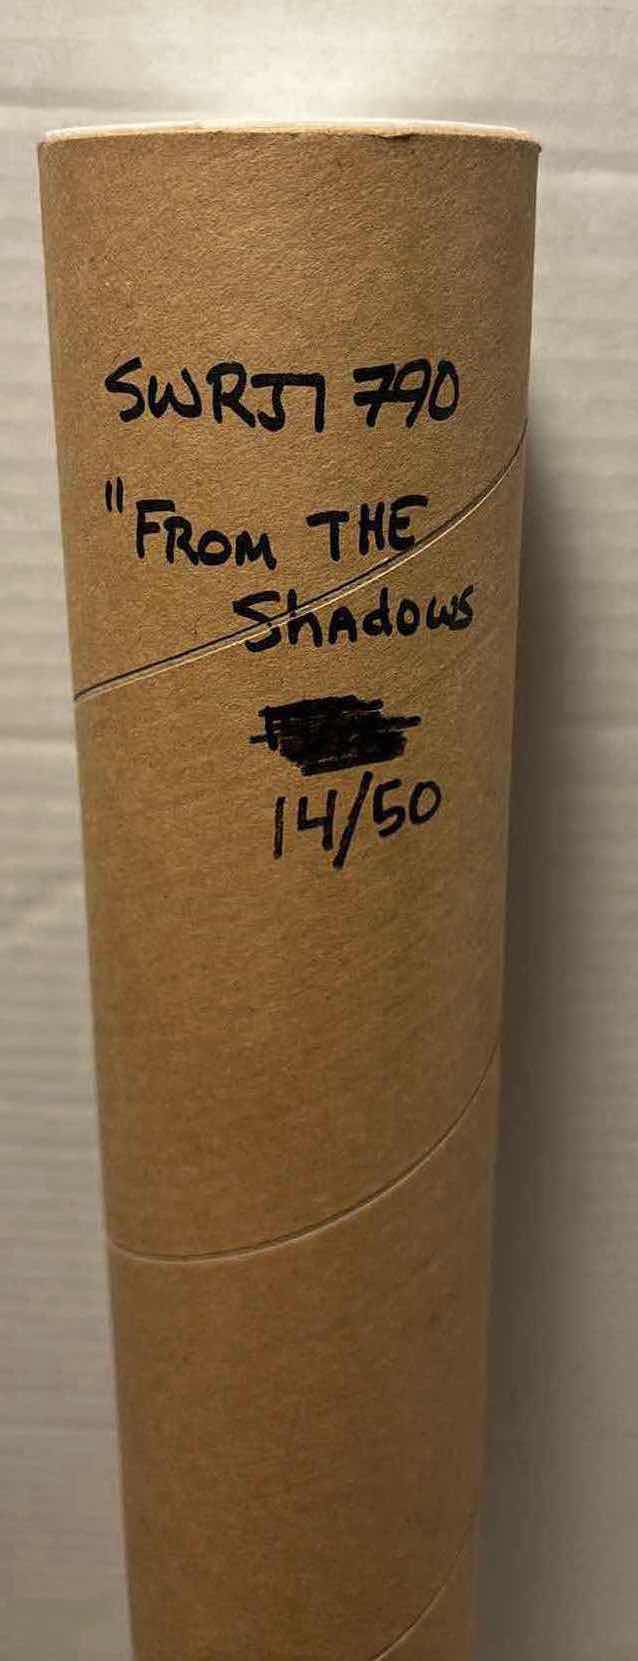 SWRJ7 790
"FROM THE
ShAdows
14/50